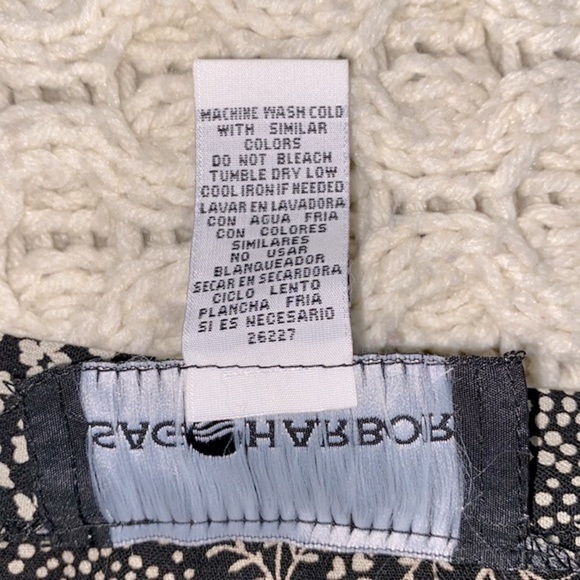 MACHINE WASH COLD
WITH SIMILAR
COLORS
DO NOT BLEACH
TUMBLE DRY LOW
COOL IRON IF NEEDED
LAVAR EN LAVADORA
CON AGUA FRIA
CON COLORES
SIMILARES
NO USAR
BLANQUEADOR
SECAR EN SECARDORA
CICLO LENTO
PLANCHA FRIA
SI ES NECESARIO
26227
SAG HARBOR